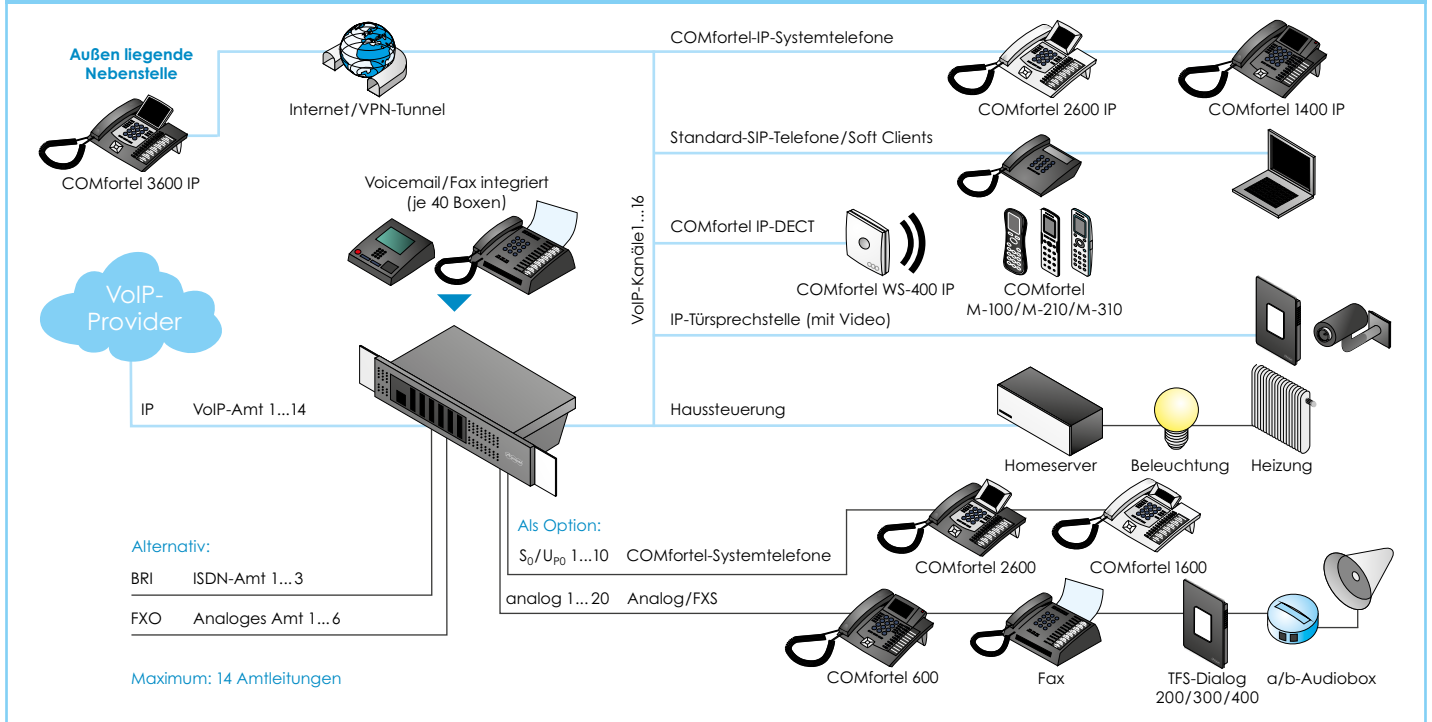 Außen liegende
Nebenstelle
COMfortel 3600 IP
Internet/VPN-Tunnel
COMfortel-IP-Systemtelefone
COMfortel 2600 IP
COMfortel 1400 IP
Standard-SIP-Telefone/Soft Clients
Voicemail/Fax integriert
(je 40 Boxen)
VoIP-Kanäle1...16
COMfortel IP-DECT
COMfortel WS-400 IP
COMfortel
M-100/M-210/M-310
VoIP-
Provider
IP-Türsprechstelle (mit Video)
IP VoIP-Amt 1...14
Haussteuerung
Homeserver
Beleuchtung
Heizung
Als Option:
S0/UP0 1...10 COMfortel-Systemtelefone
COMfortel 2600
COMfortel 1600
Alternativ:
BRI ISDN-Amt 1...3
analog 1...20 Analog/FXS
FXO Analoges Amt 1...6
COMfortel 600
Fax
TFS-Dialog
200/300/400
a/b-Audiobox
Maximum: 14 Amtleitungen